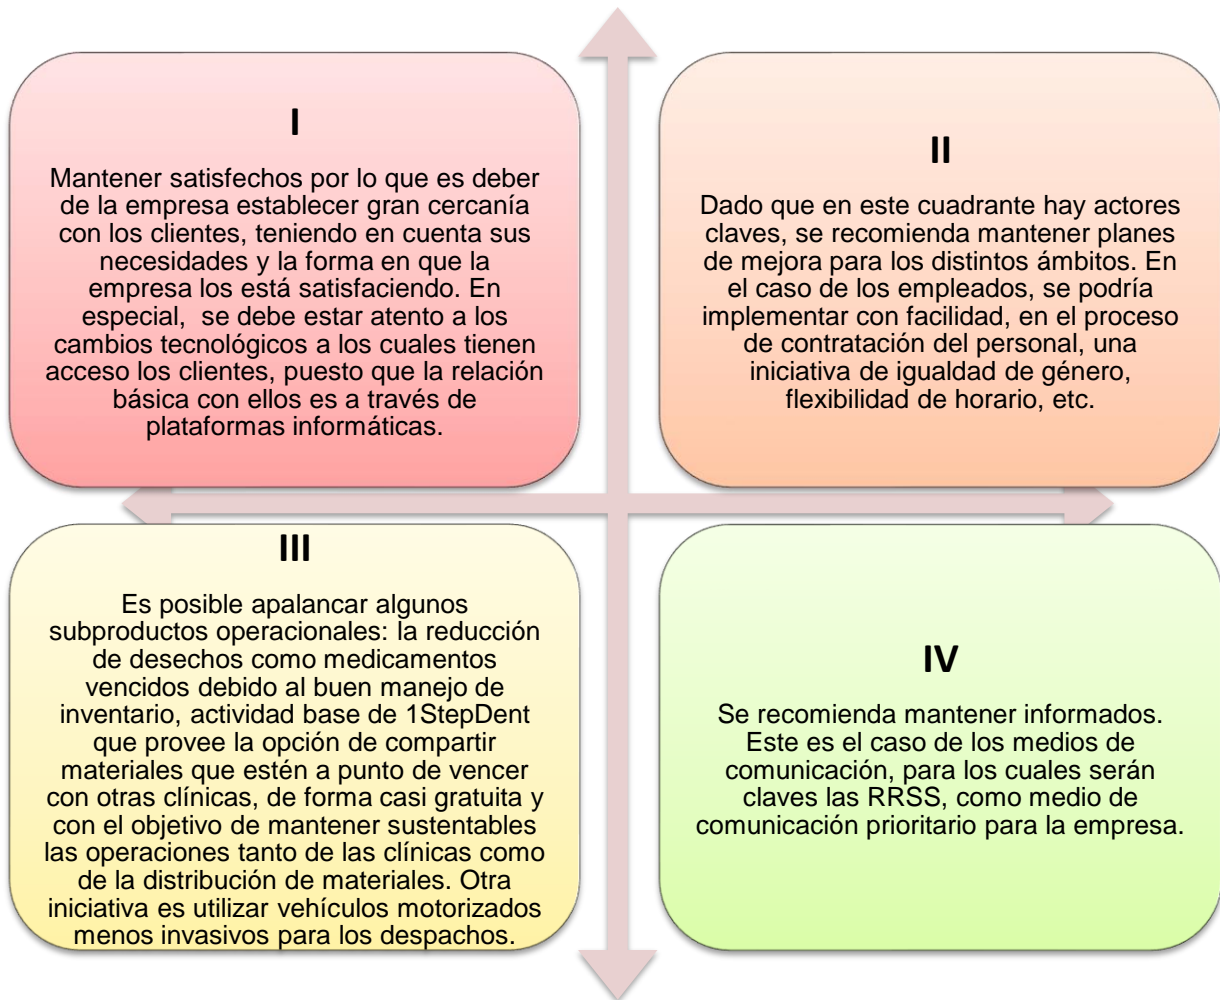 I
Mantener satisfechos por lo que es deber
de la empresa establecer gran cercanía
con los clientes, teniendo en cuenta sus
necesidades y la forma en que la
empresa los está satisfaciendo. En
especial,  se debe estar atento a los
cambios tecnológicos a los cuales tienen
acceso los clientes, puesto que la relación
básica con ellos es a través de
plataformas informáticas.
II
Dado que en este cuadrante hay actores
claves, se recomienda mantener planes
de mejora para los distintos ámbitos. En
el caso de los empleados, se podría
implementar con facilidad, en el proceso
de contratación del personal, una
iniciativa de igualdad de género,
flexibilidad de horario, etc.
III
Es posible apalancar algunos
subproductos operacionales: la reducción
de desechos como medicamentos
vencidos debido al buen manejo de
inventario, actividad base de 1StepDent
que provee la opción de compartir
materiales que estén a punto de vencer
con otras clínicas, de forma casi gratuita y
con el objetivo de mantener sustentables
las operaciones tanto de las clínicas como
de la distribución de materiales. Otra
iniciativa es utilizar vehículos motorizados
menos invasivos para los despachos.
IV
Se recomienda mantener informados.
Este es el caso de los medios de
comunicación, para los cuales serán
claves las RRSS, como medio de
comunicación prioritario para la empresa.